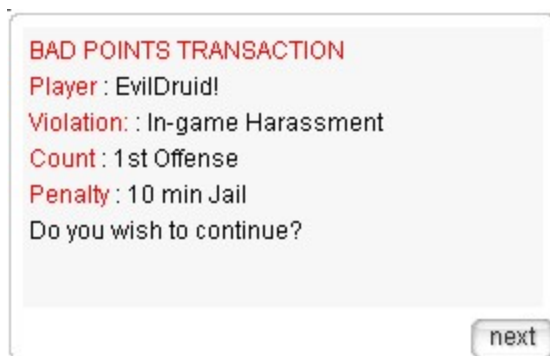 BAD POINTS TRANSACTION
Player : EvilDruid!
Violation: : In-game Harassment
Count : 1st Offense
Penalty : 10 min Jail
Do you wish to continue?
next